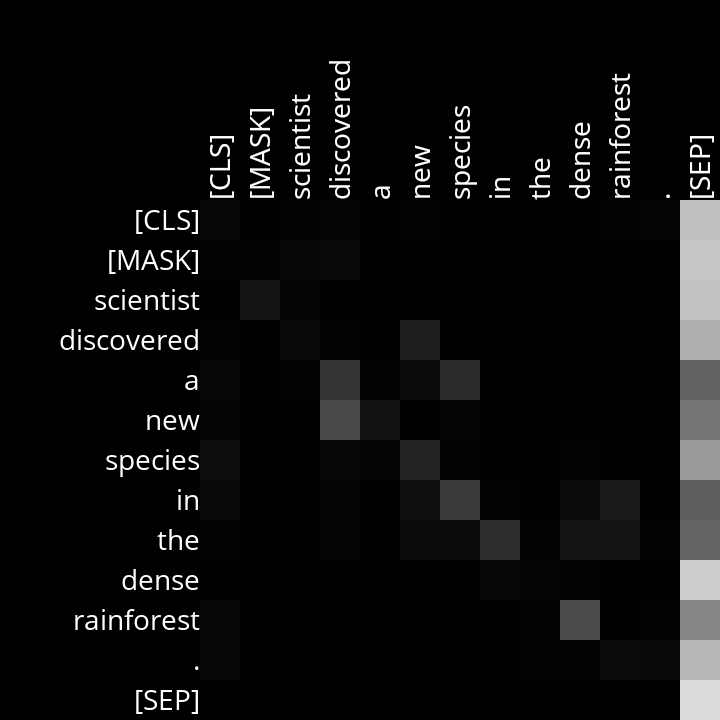 [CLS]
[MASK]
scientist
discovered
a
new
species
in
the
dense
rainforest
.
[SEP]
[CLS]
[MASK]
scientist
discovered
a
new
species
in
the
dense
rainforest
.
[SEP]